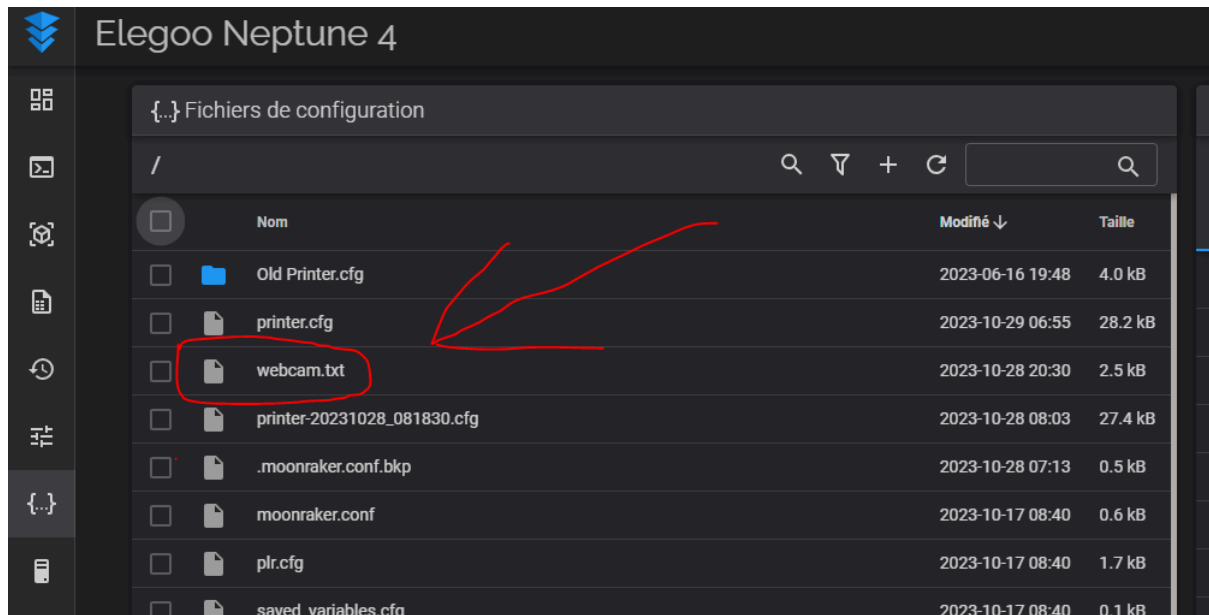 Elegoo Neptune 4
{...} Fichiers de configuration
/
Nom Modifié Taille
Old Printer.cfg 2023-06-16 19:48 4.0 kB
printer.cfg 2023-10-29 06:55 28.2 kB
webcam.txt 2023-10-28 20:30 2.5 kB
printer-20231028_081830.cfg 2023-10-28 08:03 27.4 kB
.moonraker.conf.bkp 2023-10-28 07:13 0.5 kB
moonraker.conf 2023-10-17 08:40 0.6 kB
plr.cfg 2023-10-17 08:40 1.7 kB
saved_variables.cfg 2023-10-17 08:40 0.1 kB